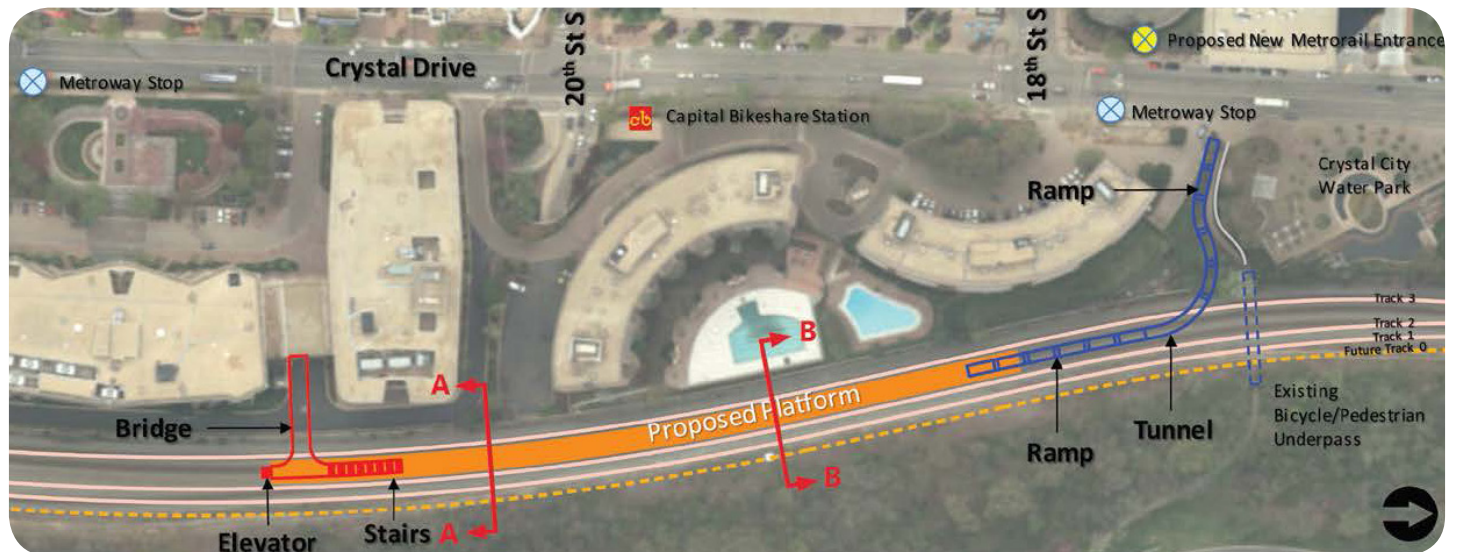 20th St S
18th St S
Proposed New Metrorail Entrance
Crystal Drive
Metroway Stop
cb
Capital Bikeshare Station
Metroway Stop
Crystal City
Water Park
Ramp
Track 3
Track 2
Track 1
Future Track 0
B
A
Proposed Platform
Existing
Bicycle/Pedestrian
Underpass
Bridge
Tunnel
Ramp
B
Stairs
A
Elevator